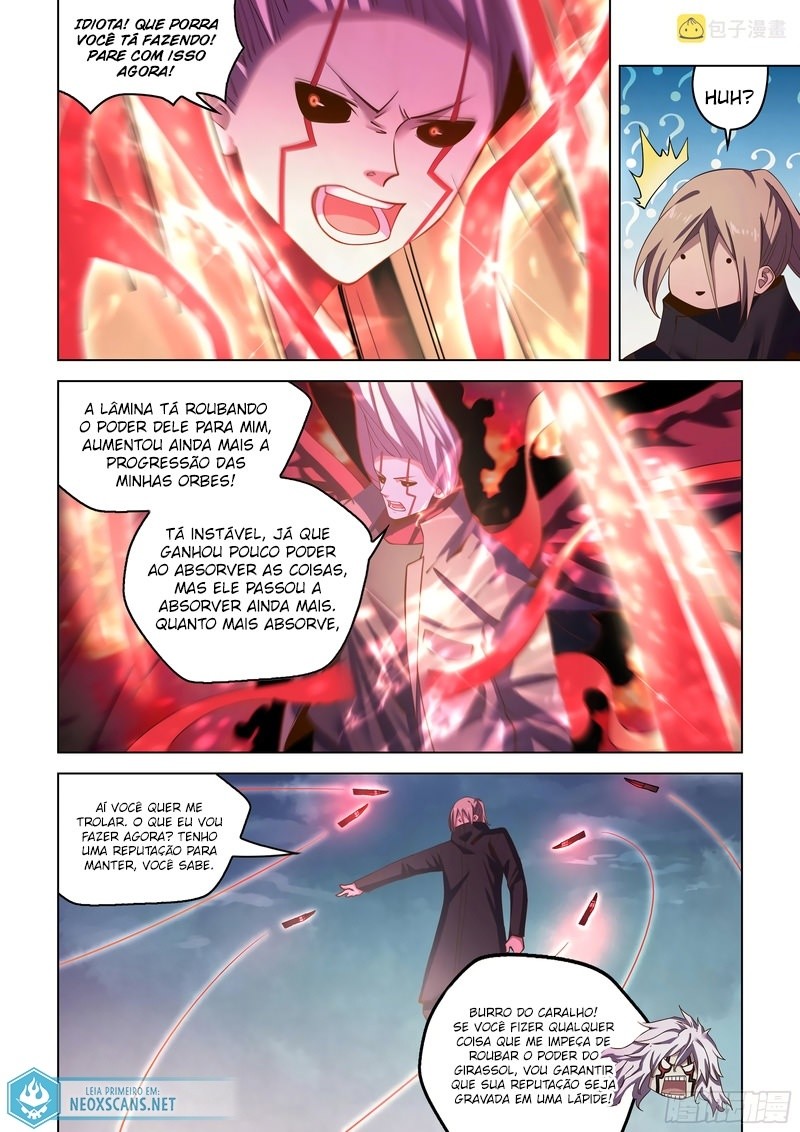 IDIOTA! QUE PORRA
VOCÊ TÁ FAZENDO!
PARE COM ISSO
AGORA!
包子漫畫
HUH?
A LÂMINA TÁ ROUBANDO
O PODER DELE PARA MIM,
AUMENTOU AINDA MAIS A
PROGRESSÃO DAS
MINHAS ORBES!
TÁ INSTÁVEL, JÁ QUE
GANHOU POUCO PODER
AO ABSORVER AS COISAS,
MAS ELE PASSOU A
ABSORVER AINDA MAIS.
QUANTO MAIS ABSORVE,
AÍ VOCÊ QUER ME
TROLAR. O QUE EU VOU
FAZER AGORA? TENHO
UMA REPUTAÇÃO PARA
MANTER, VOCÊ SABE.
BURRO DO CARALHO!
SE VOCÊ FIZER QUALQUER
COISA QUE ME IMPEÇA DE
ROUBAR O PODER DO
GIRASSOL, VOU GARANTIR
QUE SUA REPUTAÇÃO SEJA
GRAVADA EM UMA LÁPIDE!
LEIA PRIMEIRO EM:
NEOXSCANS.NET